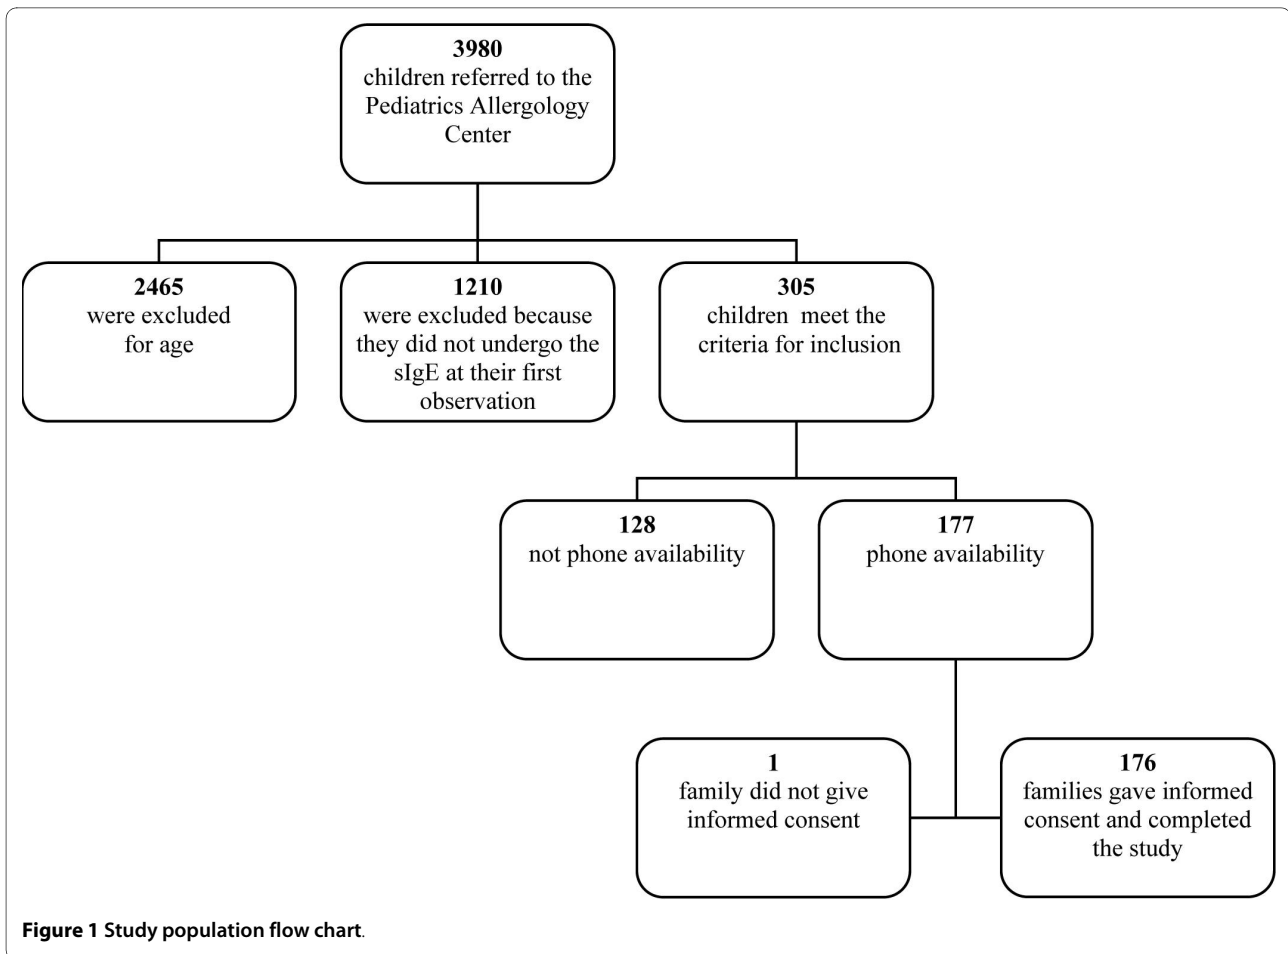 3980
children referred to the
Pediatrics Allergology
Center
2465
were excluded
for age
1210
were excluded because
they did not undergo the
sIgE at their first
observation
305
children meet the
criteria for inclusion
128
not phone availability
177
phone availability
1
family did not give
informed consent
176
families gave informed
consent and completed
the study
Figure 1 Study population flow chart.